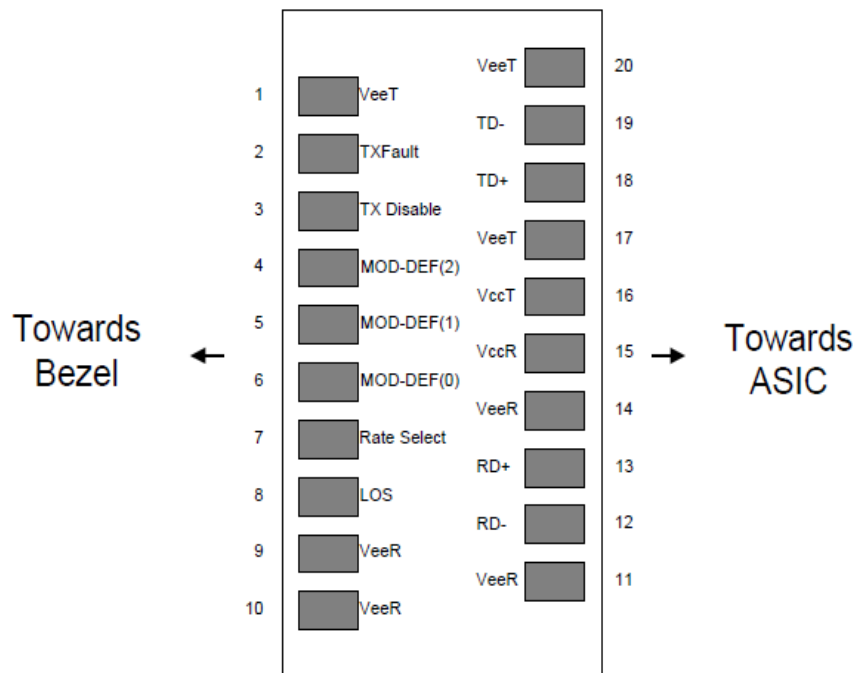 VeeT 20
1 VeeT
TD- 19
2 TXFault
TD+ 18
3 TX Disable
VeeT 17
4 MOD-DEF(2)
VccT 16
5 MOD-DEF(1)
Towards
Bezel
VccR 15
Towards
ASIC
6 MOD-DEF(0)
VeeR 14
7 Rate Select
RD+ 13
8 LOS
RD- 12
9 VeeR
VeeR 11
10 VeeR